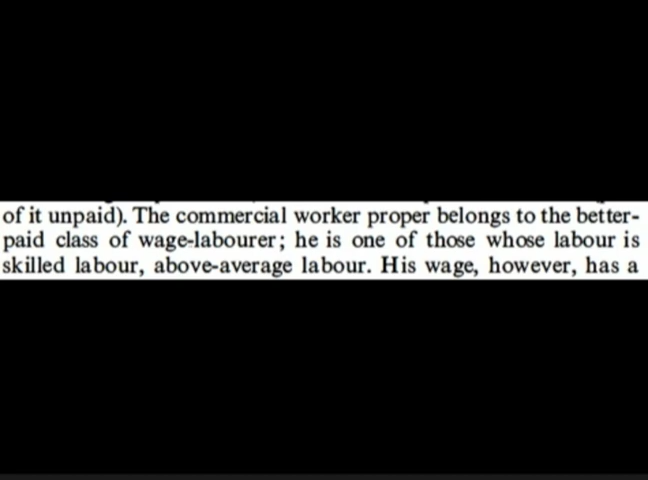 of it unpaid). The commercial worker proper belongs to the better-
paid class of wage-labourer; he is one of those whose labour is
skilled labour, above-average labour. His wage, however, has a